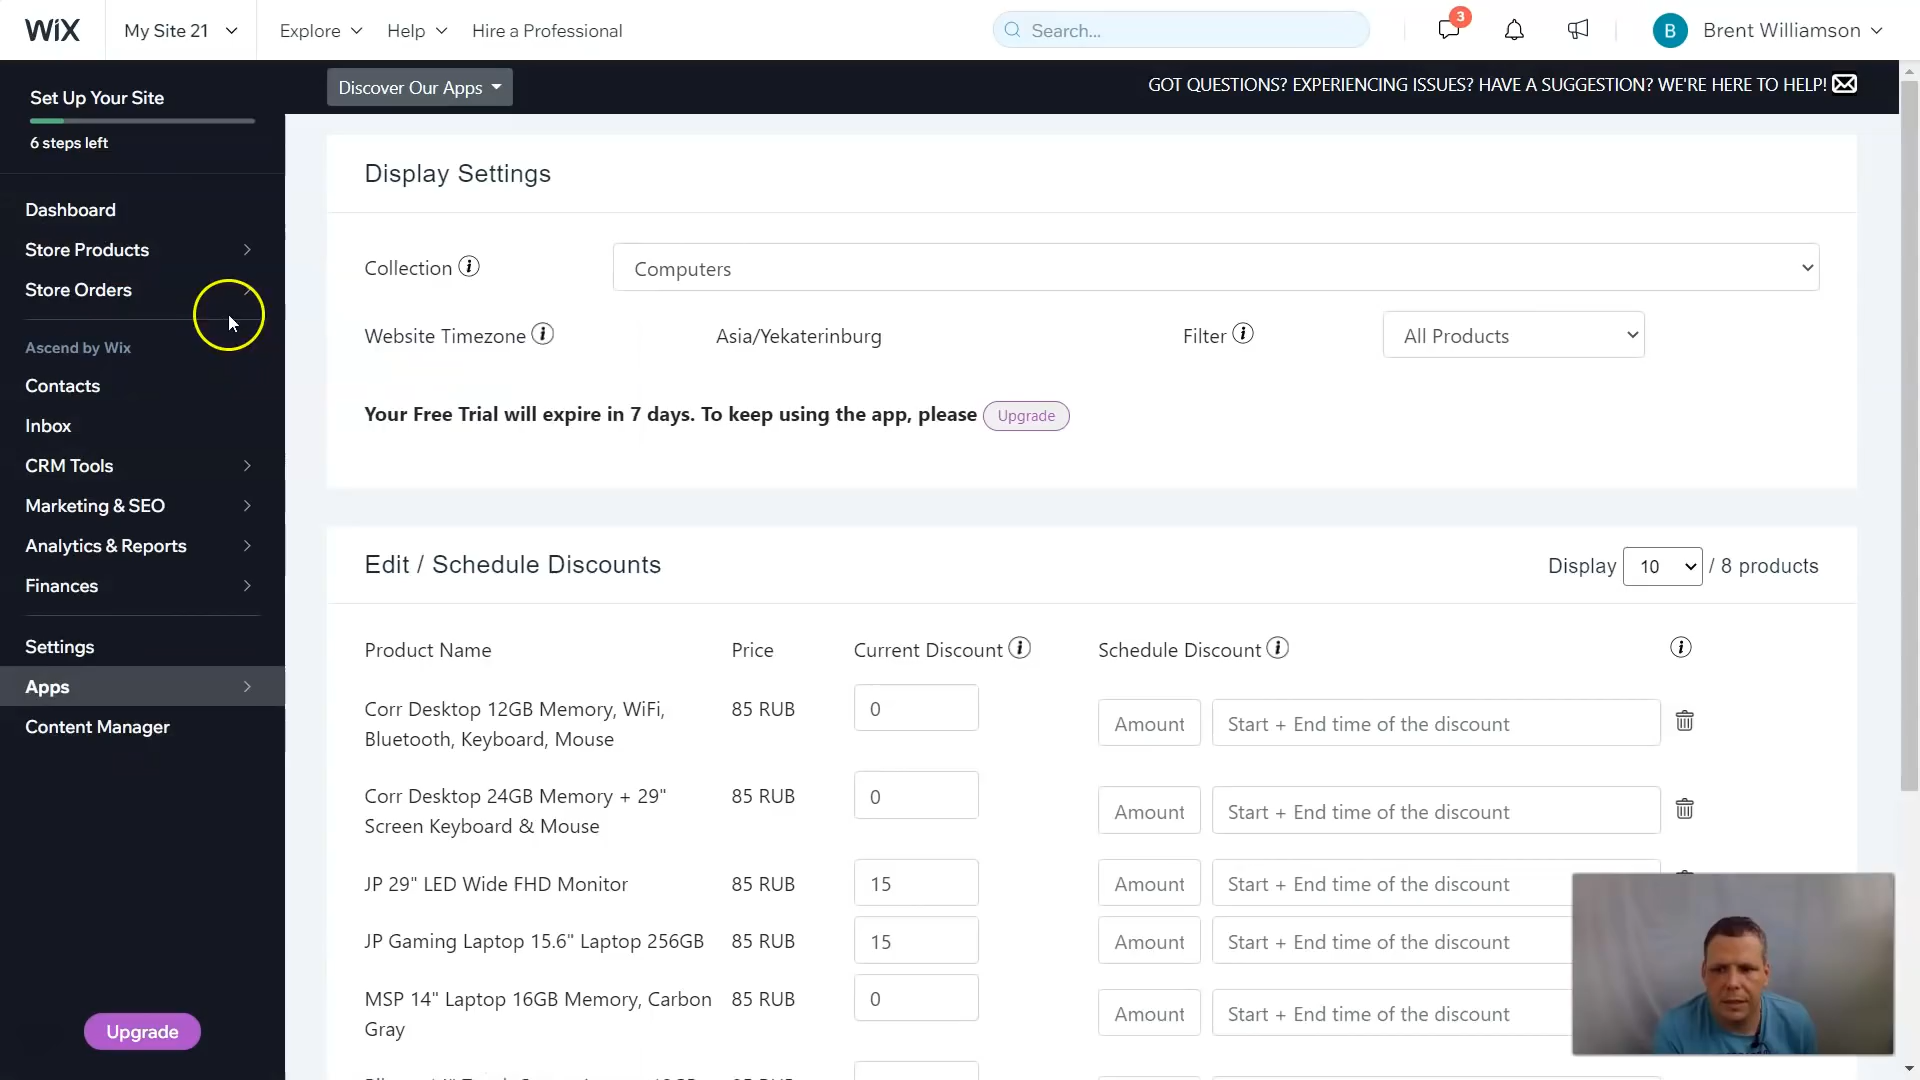 WiX My Site 21 Explore Help Hire a Professional Search... 3 B Brent Williamson
Set Up Your Site
6 steps left
Dashboard
Store Products
Store Orders
Ascend by Wix
Contacts
Inbox
CRM Tools
Marketing & SEO
Analytics & Reports
Finances
Settings
Apps
Content Manager
Upgrade
Discover Our Apps GOT QUESTIONS? EXPERIENCING ISSUES? HAVE A SUGGESTION? WE'RE HERE TO HELP!
Display Settings
Collection Computers
Website Timezone Asia/Yekaterinburg Filter All Products
Your Free Trial will expire in 7 days. To keep using the app, please Upgrade
Edit / Schedule Discounts Display 10 / 8 products
Product Name Price Current Discount Schedule Discount
Corr Desktop 12GB Memory, WiFi, 85 RUB 0 Amount Start + End time of the discount
Bluetooth, Keyboard, Mouse
Corr Desktop 24GB Memory + 29" 85 RUB 0 Amount Start + End time of the discount
Screen Keyboard & Mouse
JP 29" LED Wide FHD Monitor 85 RUB 15 Amount Start + End time of the discount
JP Gaming Laptop 15.6" Laptop 256GB 85 RUB 15 Amount Start + End time of the discount
MSP 14" Laptop 16GB Memory, Carbon 85 RUB 0 Amount Start + End time of the discount
Gray